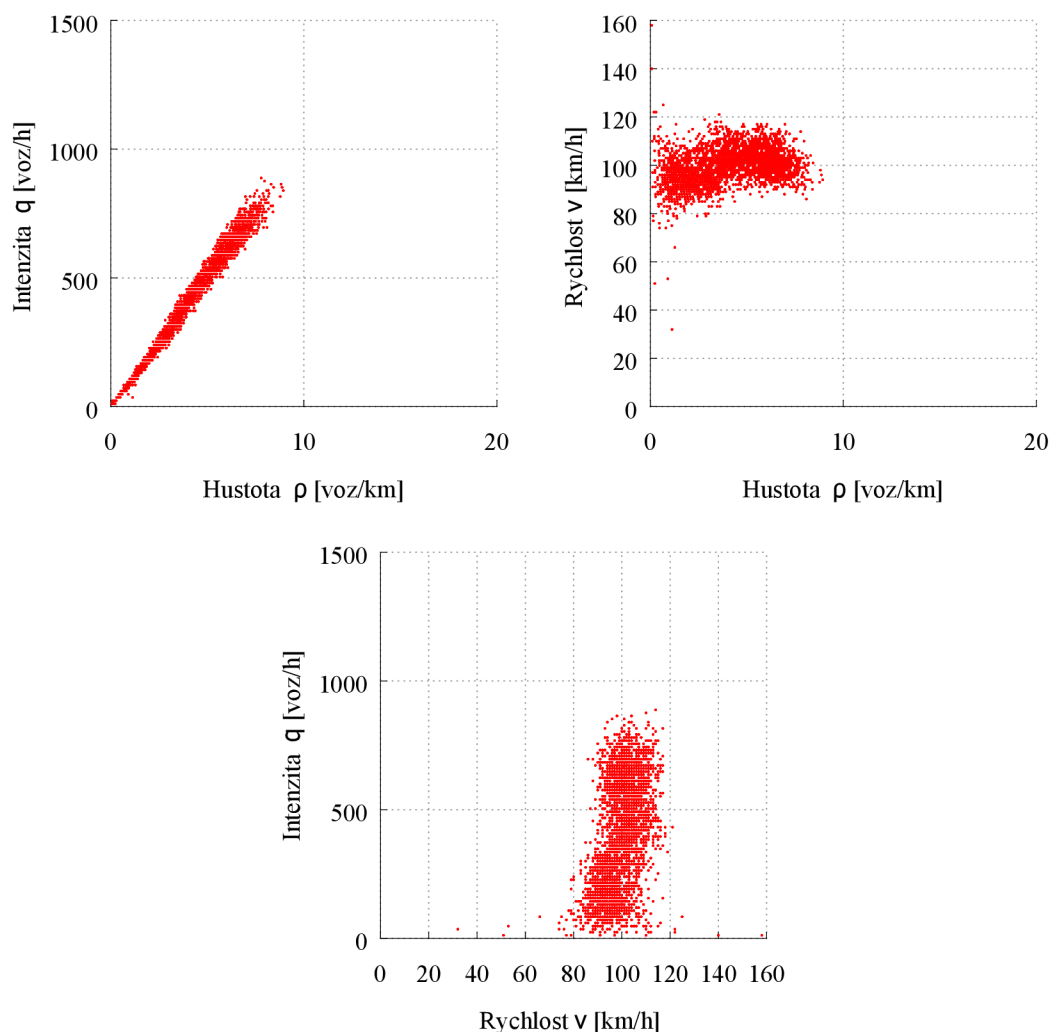 1500
1000
500
0
Intenzita q [voz/h]
0 10 20
Hustota ρ [voz/km]
160
140
120
100
80
60
40
20
0
Rychlost v [km/h]
0 10 20
Hustota ρ [voz/km]
1500
1000
500
0
Intenzita q [voz/h]
0 20 40 60 80 100 120 140 160
Rychlost v [km/h]